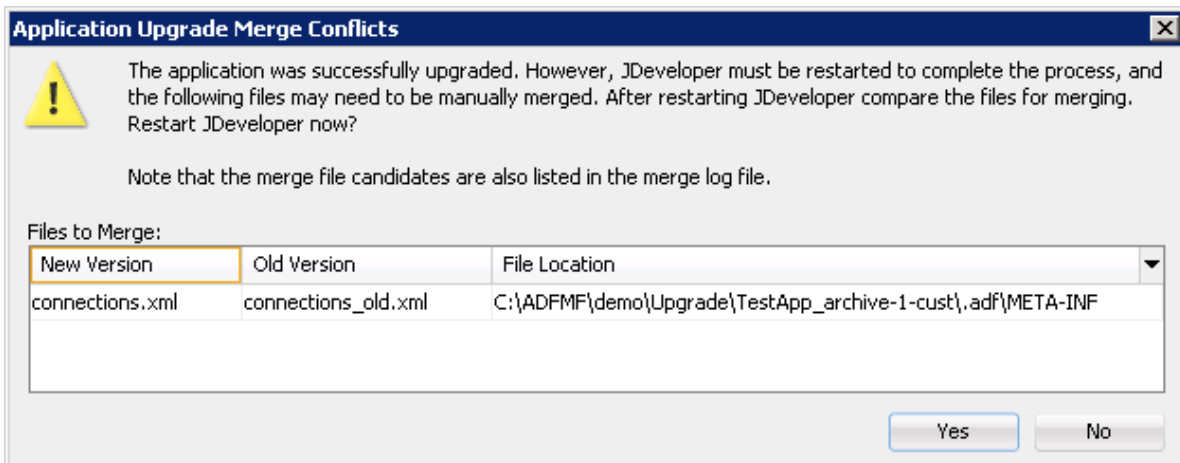 Application Upgrade Merge Conflicts
The application was successfully upgraded. However, JDeveloper must be restarted to complete the process, and
the following files may need to be manually merged. After restarting JDeveloper compare the files for merging.
Restart JDeveloper now?
Note that the merge file candidates are also listed in the merge log file.
Files to Merge:
New Version Old Version File Location
connections.xml connections_old.xml C:\ADFMF\demo\Upgrade\TestApp_archive-1-cust\.adf\META-INF
Yes No